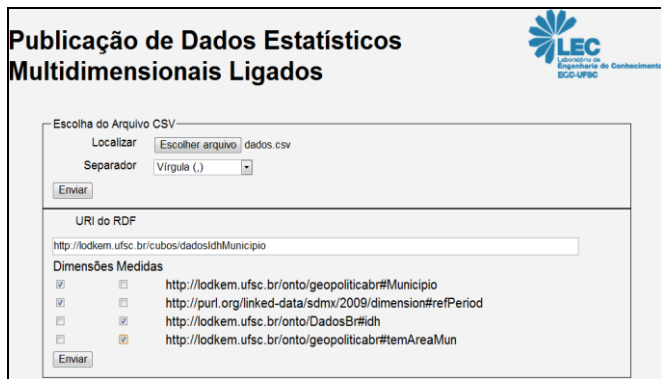 Publicação de Dados Estatísticos
Multidimensionais Ligados
LEC
Laboratório de
Engenharia do Conhecimento
EGC-UFSC
Escolha do Arquivo CSV
Localizar Escolher arquivo dados.csv
Separador Vírgula (,)
Enviar
URI do RDF
http://lodkem.ufsc.br/cubos/dadosIdhMunicipio
Dimensões Medidas
http://lodkem.ufsc.br/onto/geopoliticabr#Municipio
http://purl.org/linked-data/sdmx/2009/dimension#refPeriod
http://lodkem.ufsc.br/onto/DadosBr#idh
http://lodkem.ufsc.br/onto/geopoliticabr#temAreaMun
Enviar